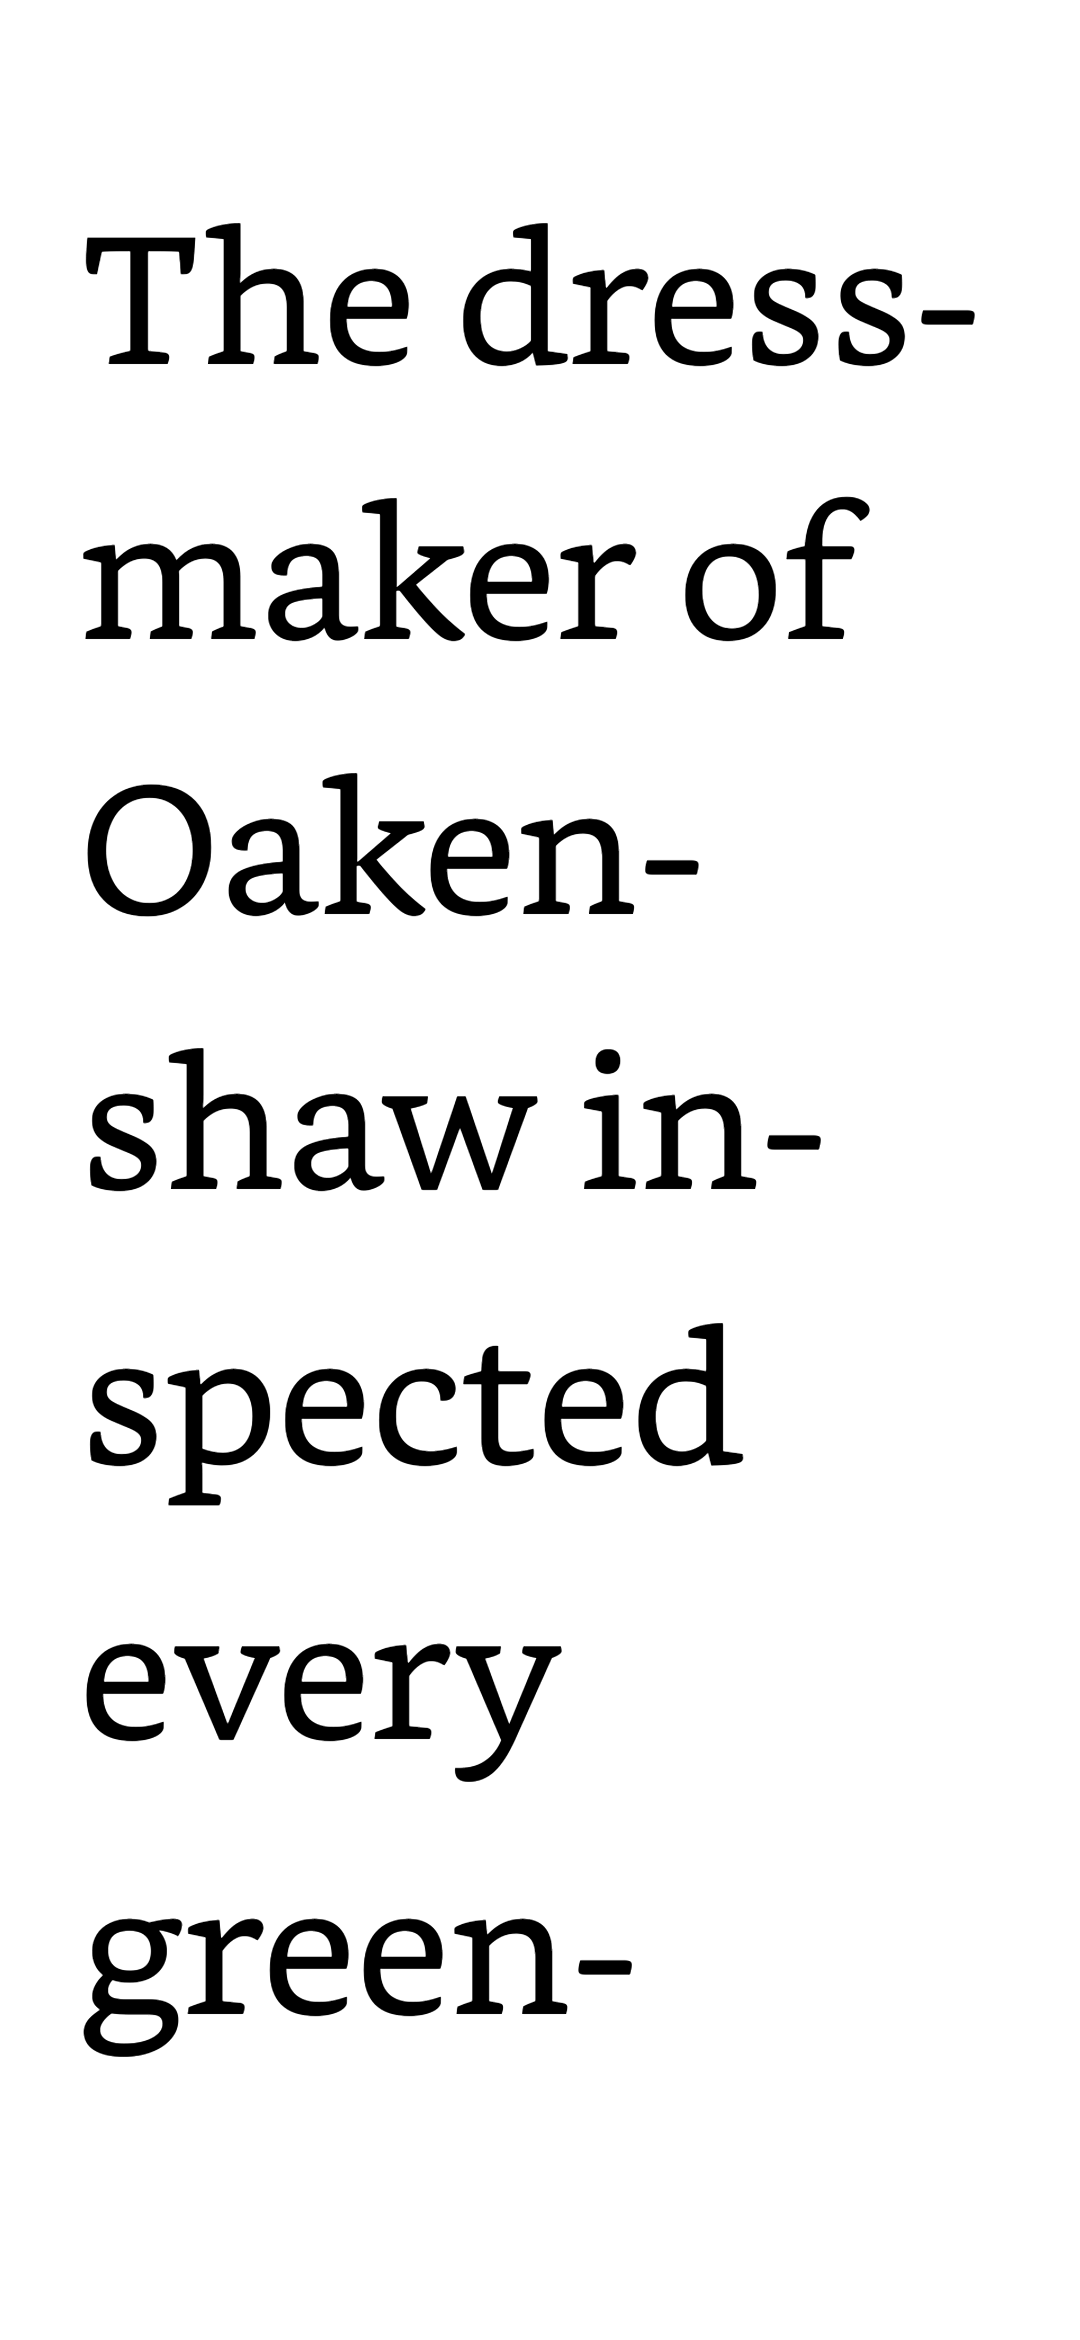 The dress-
maker of
Oaken-
shaw in-
spected
every
green-